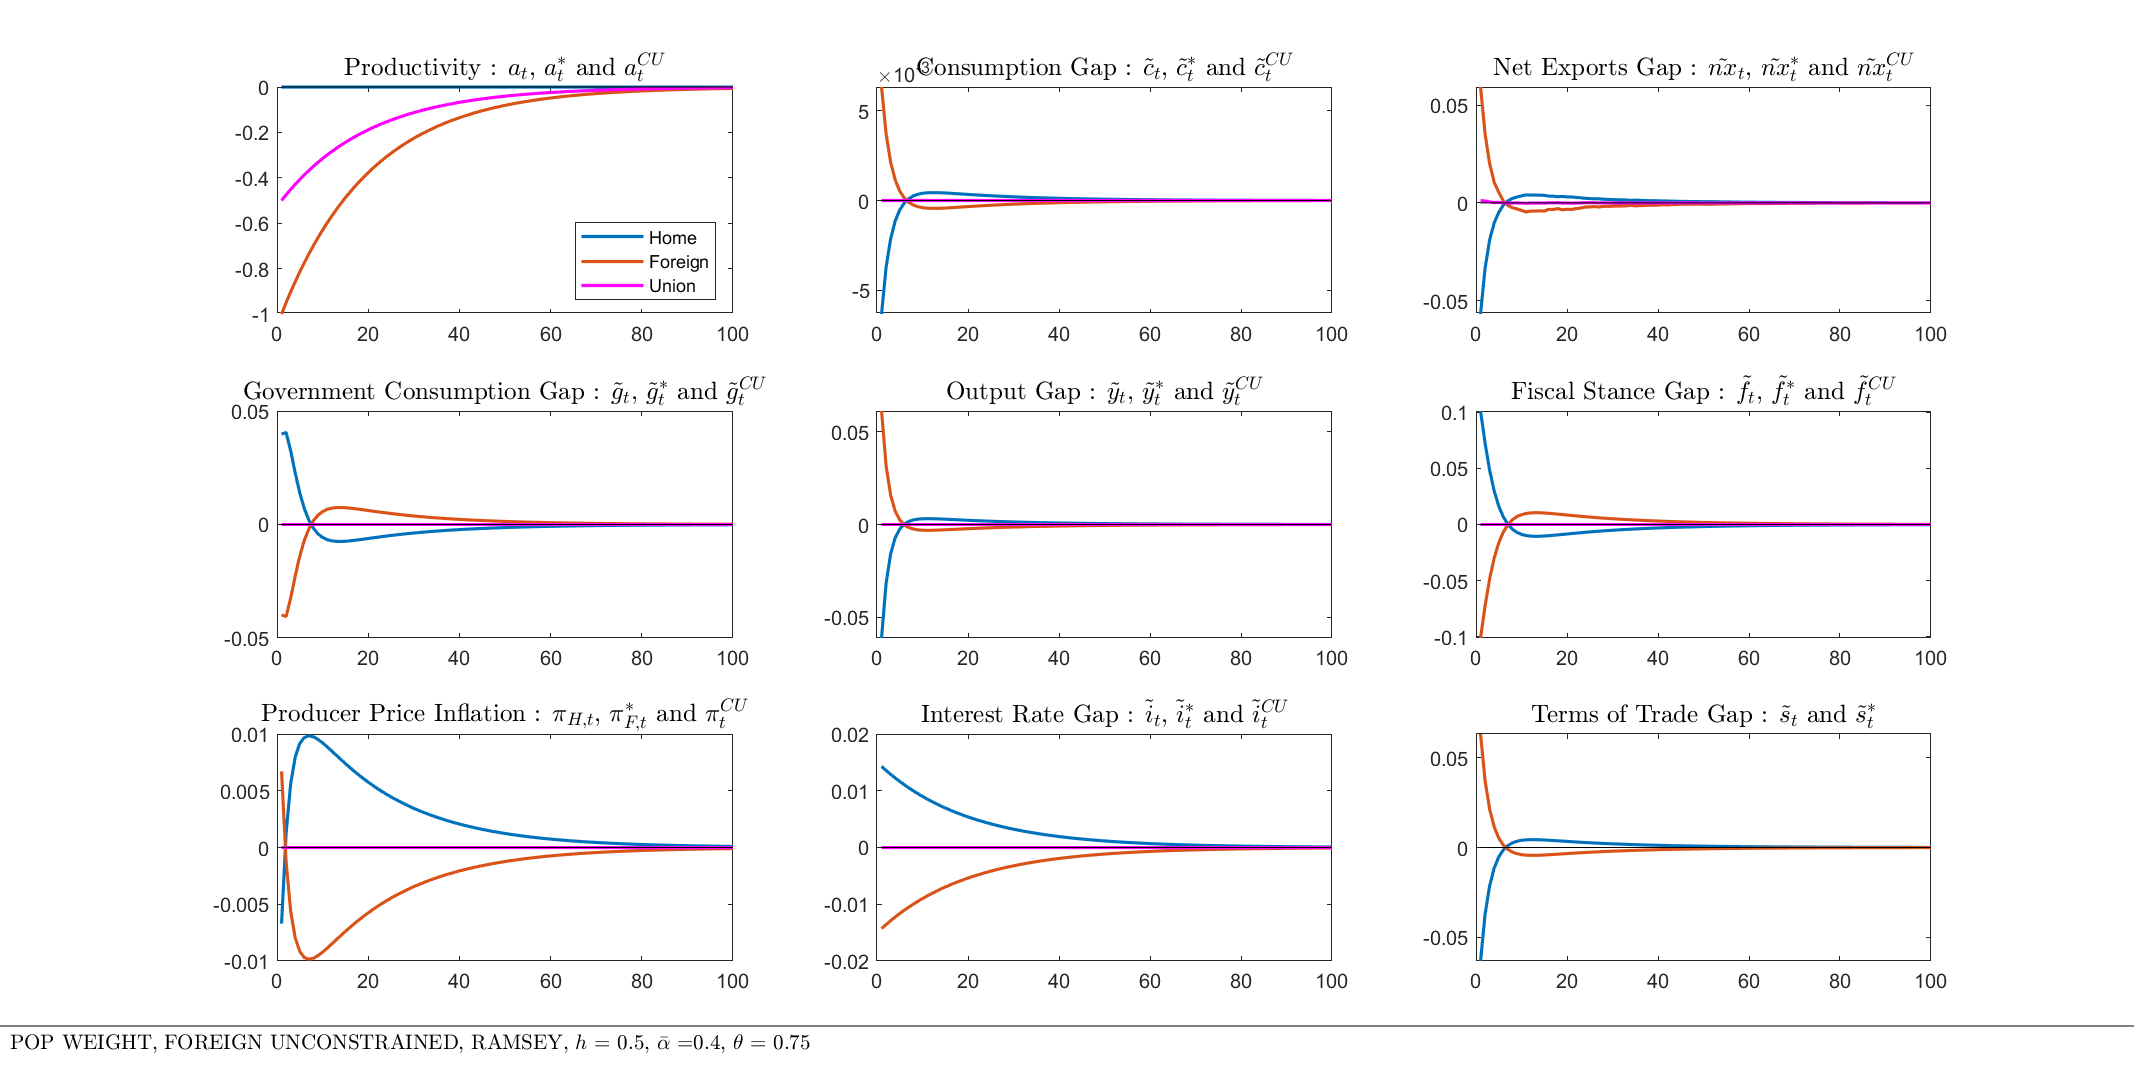 Productivity : a_t, a_t^* and a_t^{CU}
0
-0.2
-0.4
-0.6
-0.8
-1
0 20 40 60 80 100
Home
Foreign
Union
Consumption Gap : c̃_t, c̃_t^* and c̃_t^{CU}
5
0
-5
0 20 40 60 80 100
Net Exports Gap : ñx_t, ñx_t^* and ñx_t^{CU}
0.05
0
-0.05
0 20 40 60 80 100
Government Consumption Gap : g̃_t, g̃_t^* and g̃_t^{CU}
0.05
0
-0.05
0 20 40 60 80 100
Output Gap : ỹ_t, ỹ_t^* and ỹ_t^{CU}
0.05
0
-0.05
0 20 40 60 80 100
Fiscal Stance Gap : f̃_t, f̃_t^* and f̃_t^{CU}
0.1
0.05
0
-0.05
-0.1
0 20 40 60 80 100
Producer Price Inflation : π_{H,t}, π_{F,t}^* and π_t^{CU}
0.01
0.005
0
-0.005
-0.01
0 20 40 60 80 100
Interest Rate Gap : ĩ_t, ĩ_t^* and ĩ_t^{CU}
0.02
0.01
0
-0.01
-0.02
0 20 40 60 80 100
Terms of Trade Gap : s̃_t and s̃_t^*
0.05
0
-0.05
0 20 40 60 80 100
POP WEIGHT, FOREIGN UNCONSTRAINED, RAMSEY, h = 0.5, ᾱ =0.4, θ = 0.75